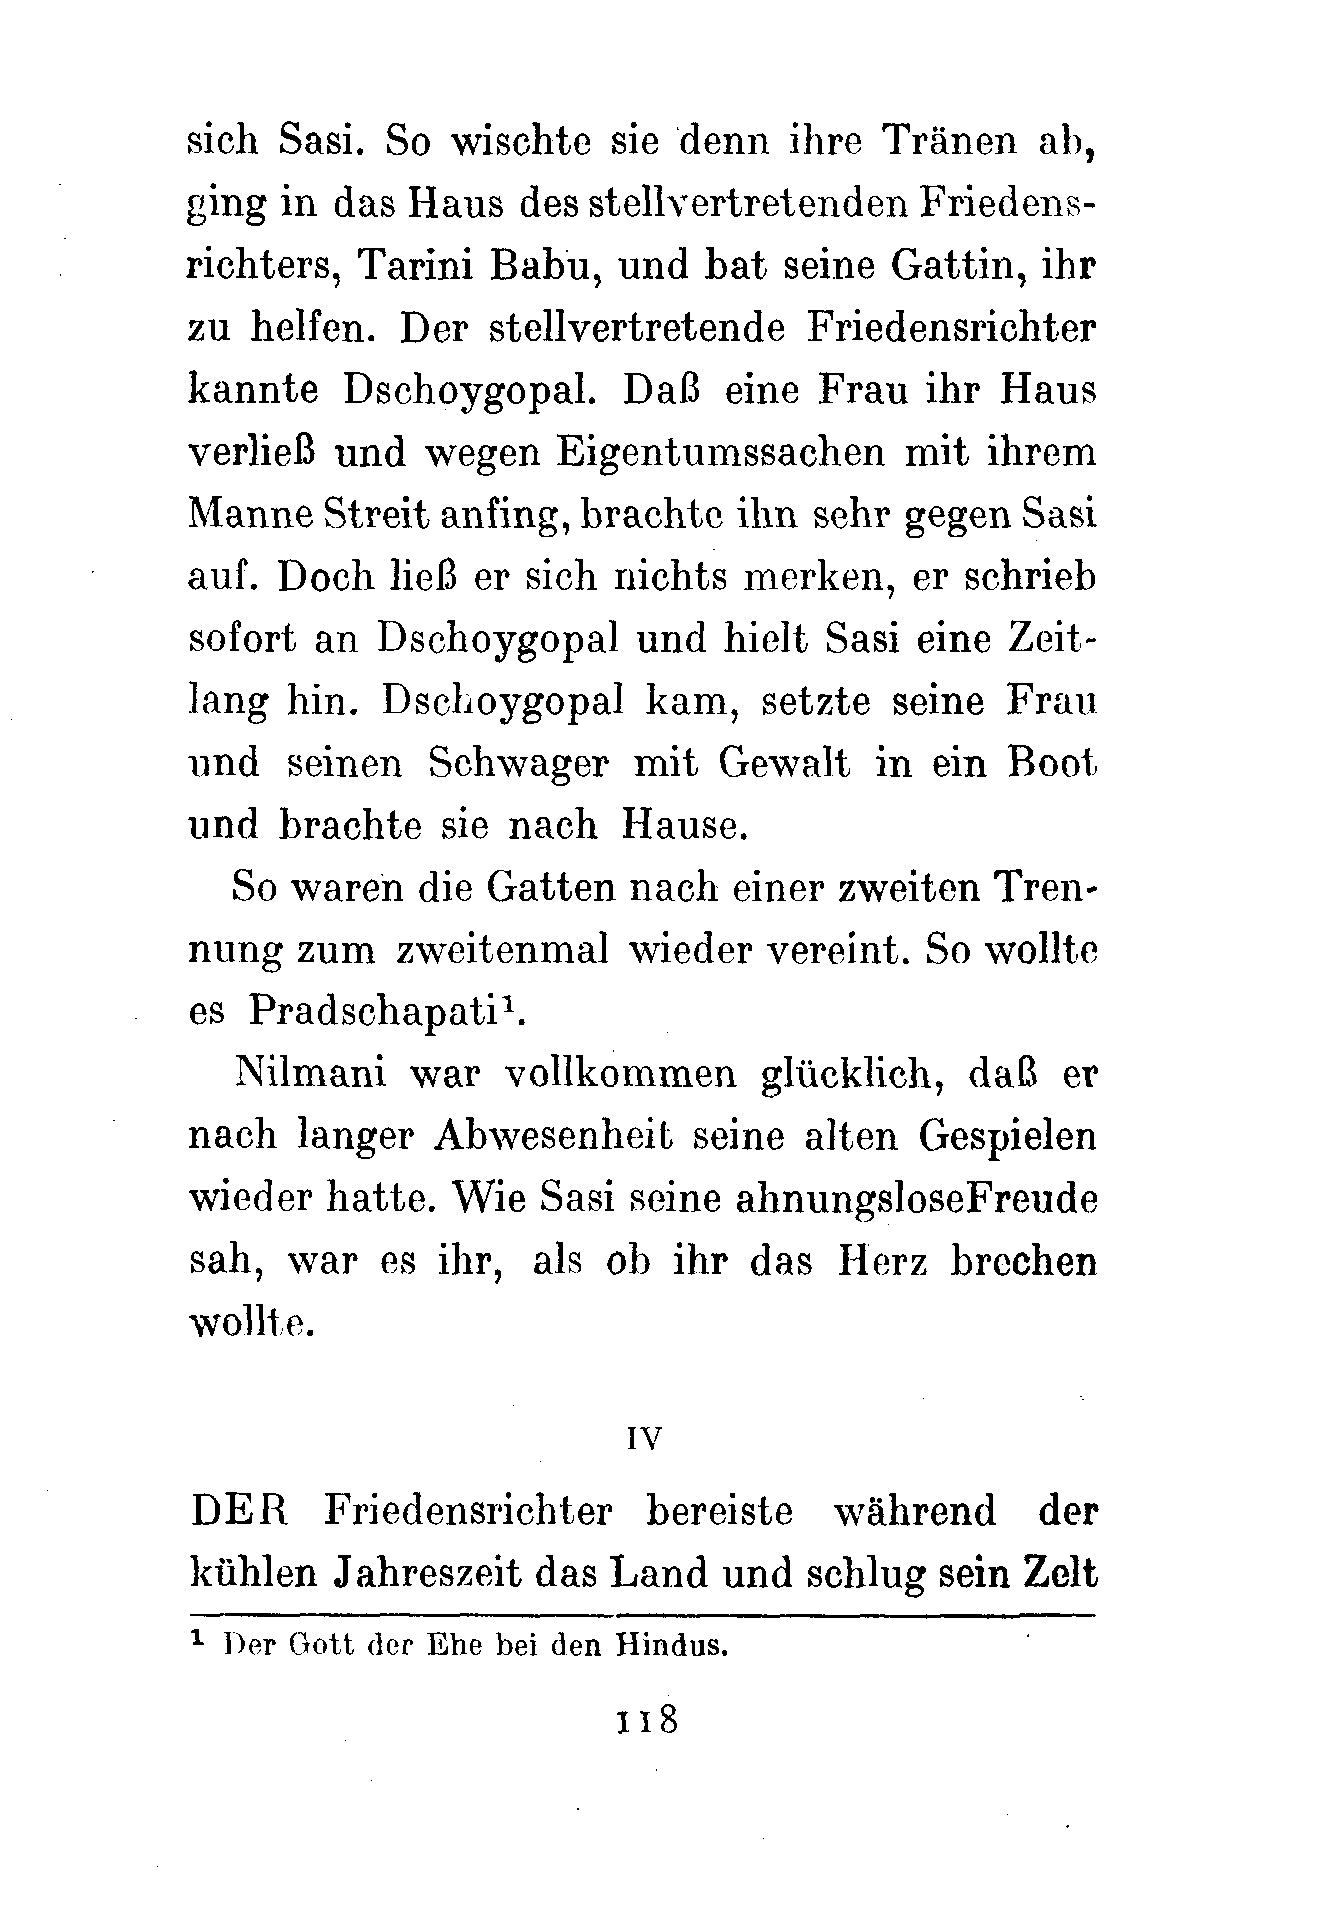 sich Sasi. So wischte sie denn ihre Tränen ab,
ging in das Haus des stellvertretenden Friedens-
richters, Tarini Babu, und bat seine Gattin, ihr
zu helfen. Der stellvertretende Friedensrichter
kannte Dschoygopal. Daß eine Frau ihr Haus
verließ und wegen Eigentumssachen mit ihrem
Manne Streit anfing, brachte ihn sehr gegen Sasi
auf. Doch ließ er sich nichts merken, er schrieb
sofort an Dschoygopal und hielt Sasi eine Zeit-
lang hin. Dschoygopal kam, setzte seine Frau
und seinen Schwager mit Gewalt in ein Boot
und brachte sie nach Hause.
So waren die Gatten nach einer zweiten Tren-
nung zum zweitenmal wieder vereint. So wollte
es Pradschapati¹.
Nilmani war vollkommen glücklich, daß er
nach langer Abwesenheit seine alten Gespielen
wieder hatte. Wie Sasi seine ahnungsloseFreude
sah, war es ihr, als ob ihr das Herz brechen
wollte.
IV
DER Friedensrichter bereiste während der
kühlen Jahreszeit das Land und schlug sein Zelt
¹ Der Gott der Ehe bei den Hindus.
118